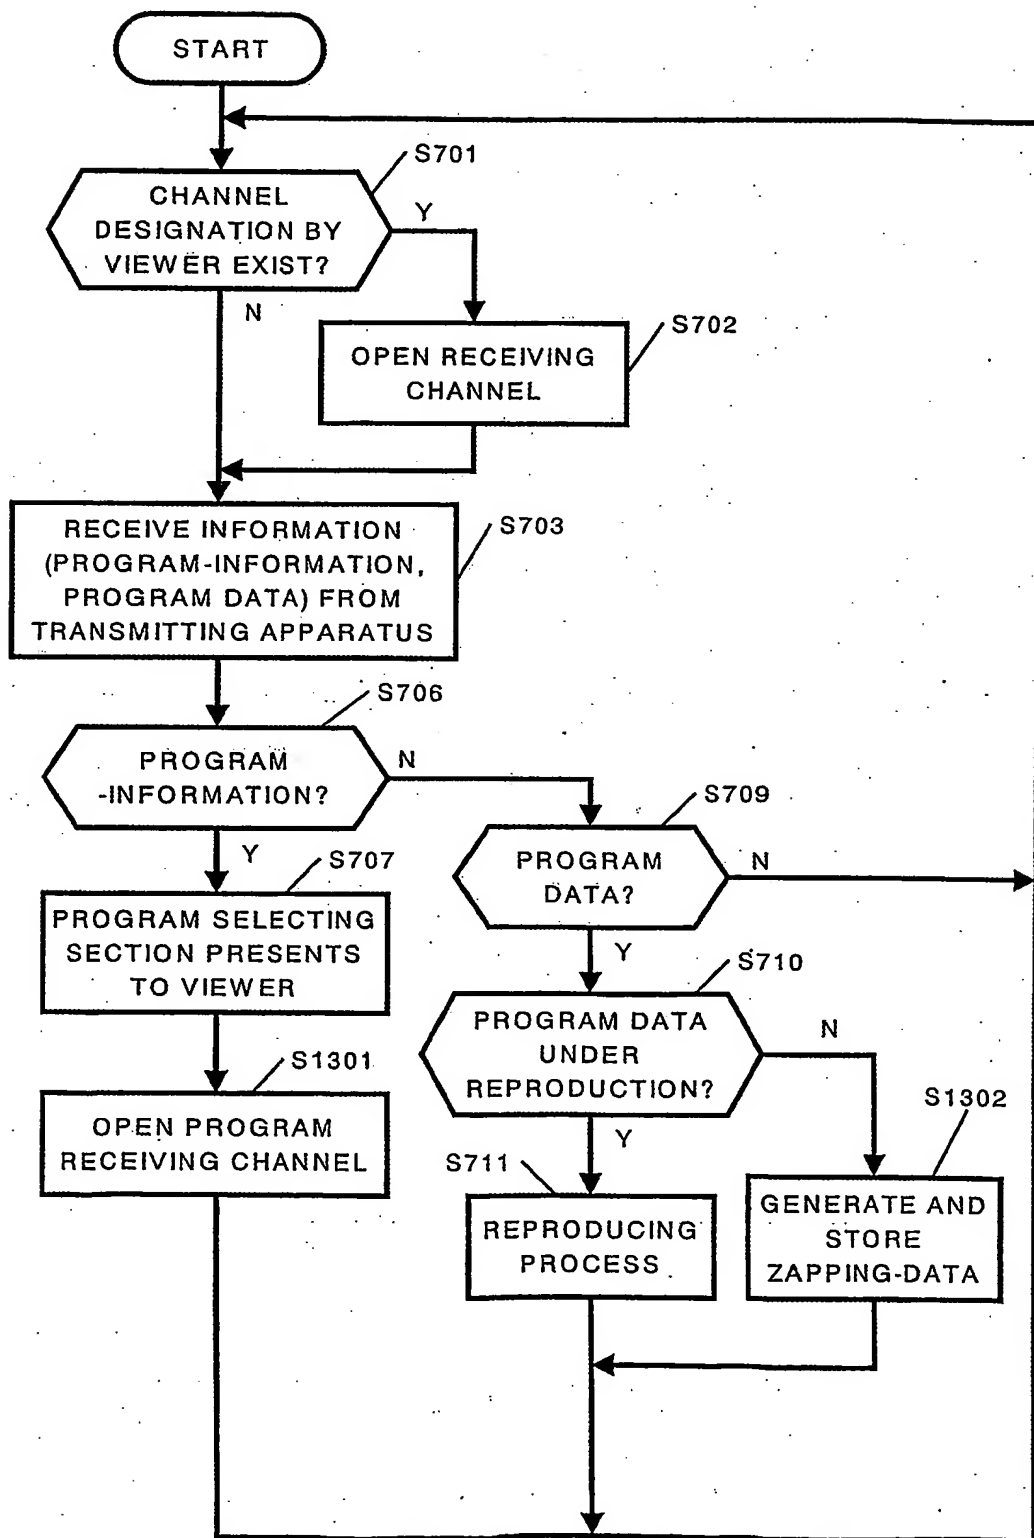 START
S701
CHANNEL
DESIGNATION BY
VIEWER EXIST?
Y
N
S702
OPEN RECEIVING
CHANNEL
S703
RECEIVE INFORMATION
(PROGRAM-INFORMATION,
PROGRAM DATA) FROM
TRANSMITTING APPARATUS
S706
PROGRAM
-INFORMATION?
N
Y
S709
PROGRAM
DATA?
N
Y
S707
PROGRAM SELECTING
SECTION PRESENTS
TO VIEWER
S710
PROGRAM DATA
UNDER
REPRODUCTION?
N
Y
S1301
OPEN PROGRAM
RECEIVING CHANNEL
S711
REPRODUCING
PROCESS
S1302
GENERATE AND
STORE
ZAPPING-DATA